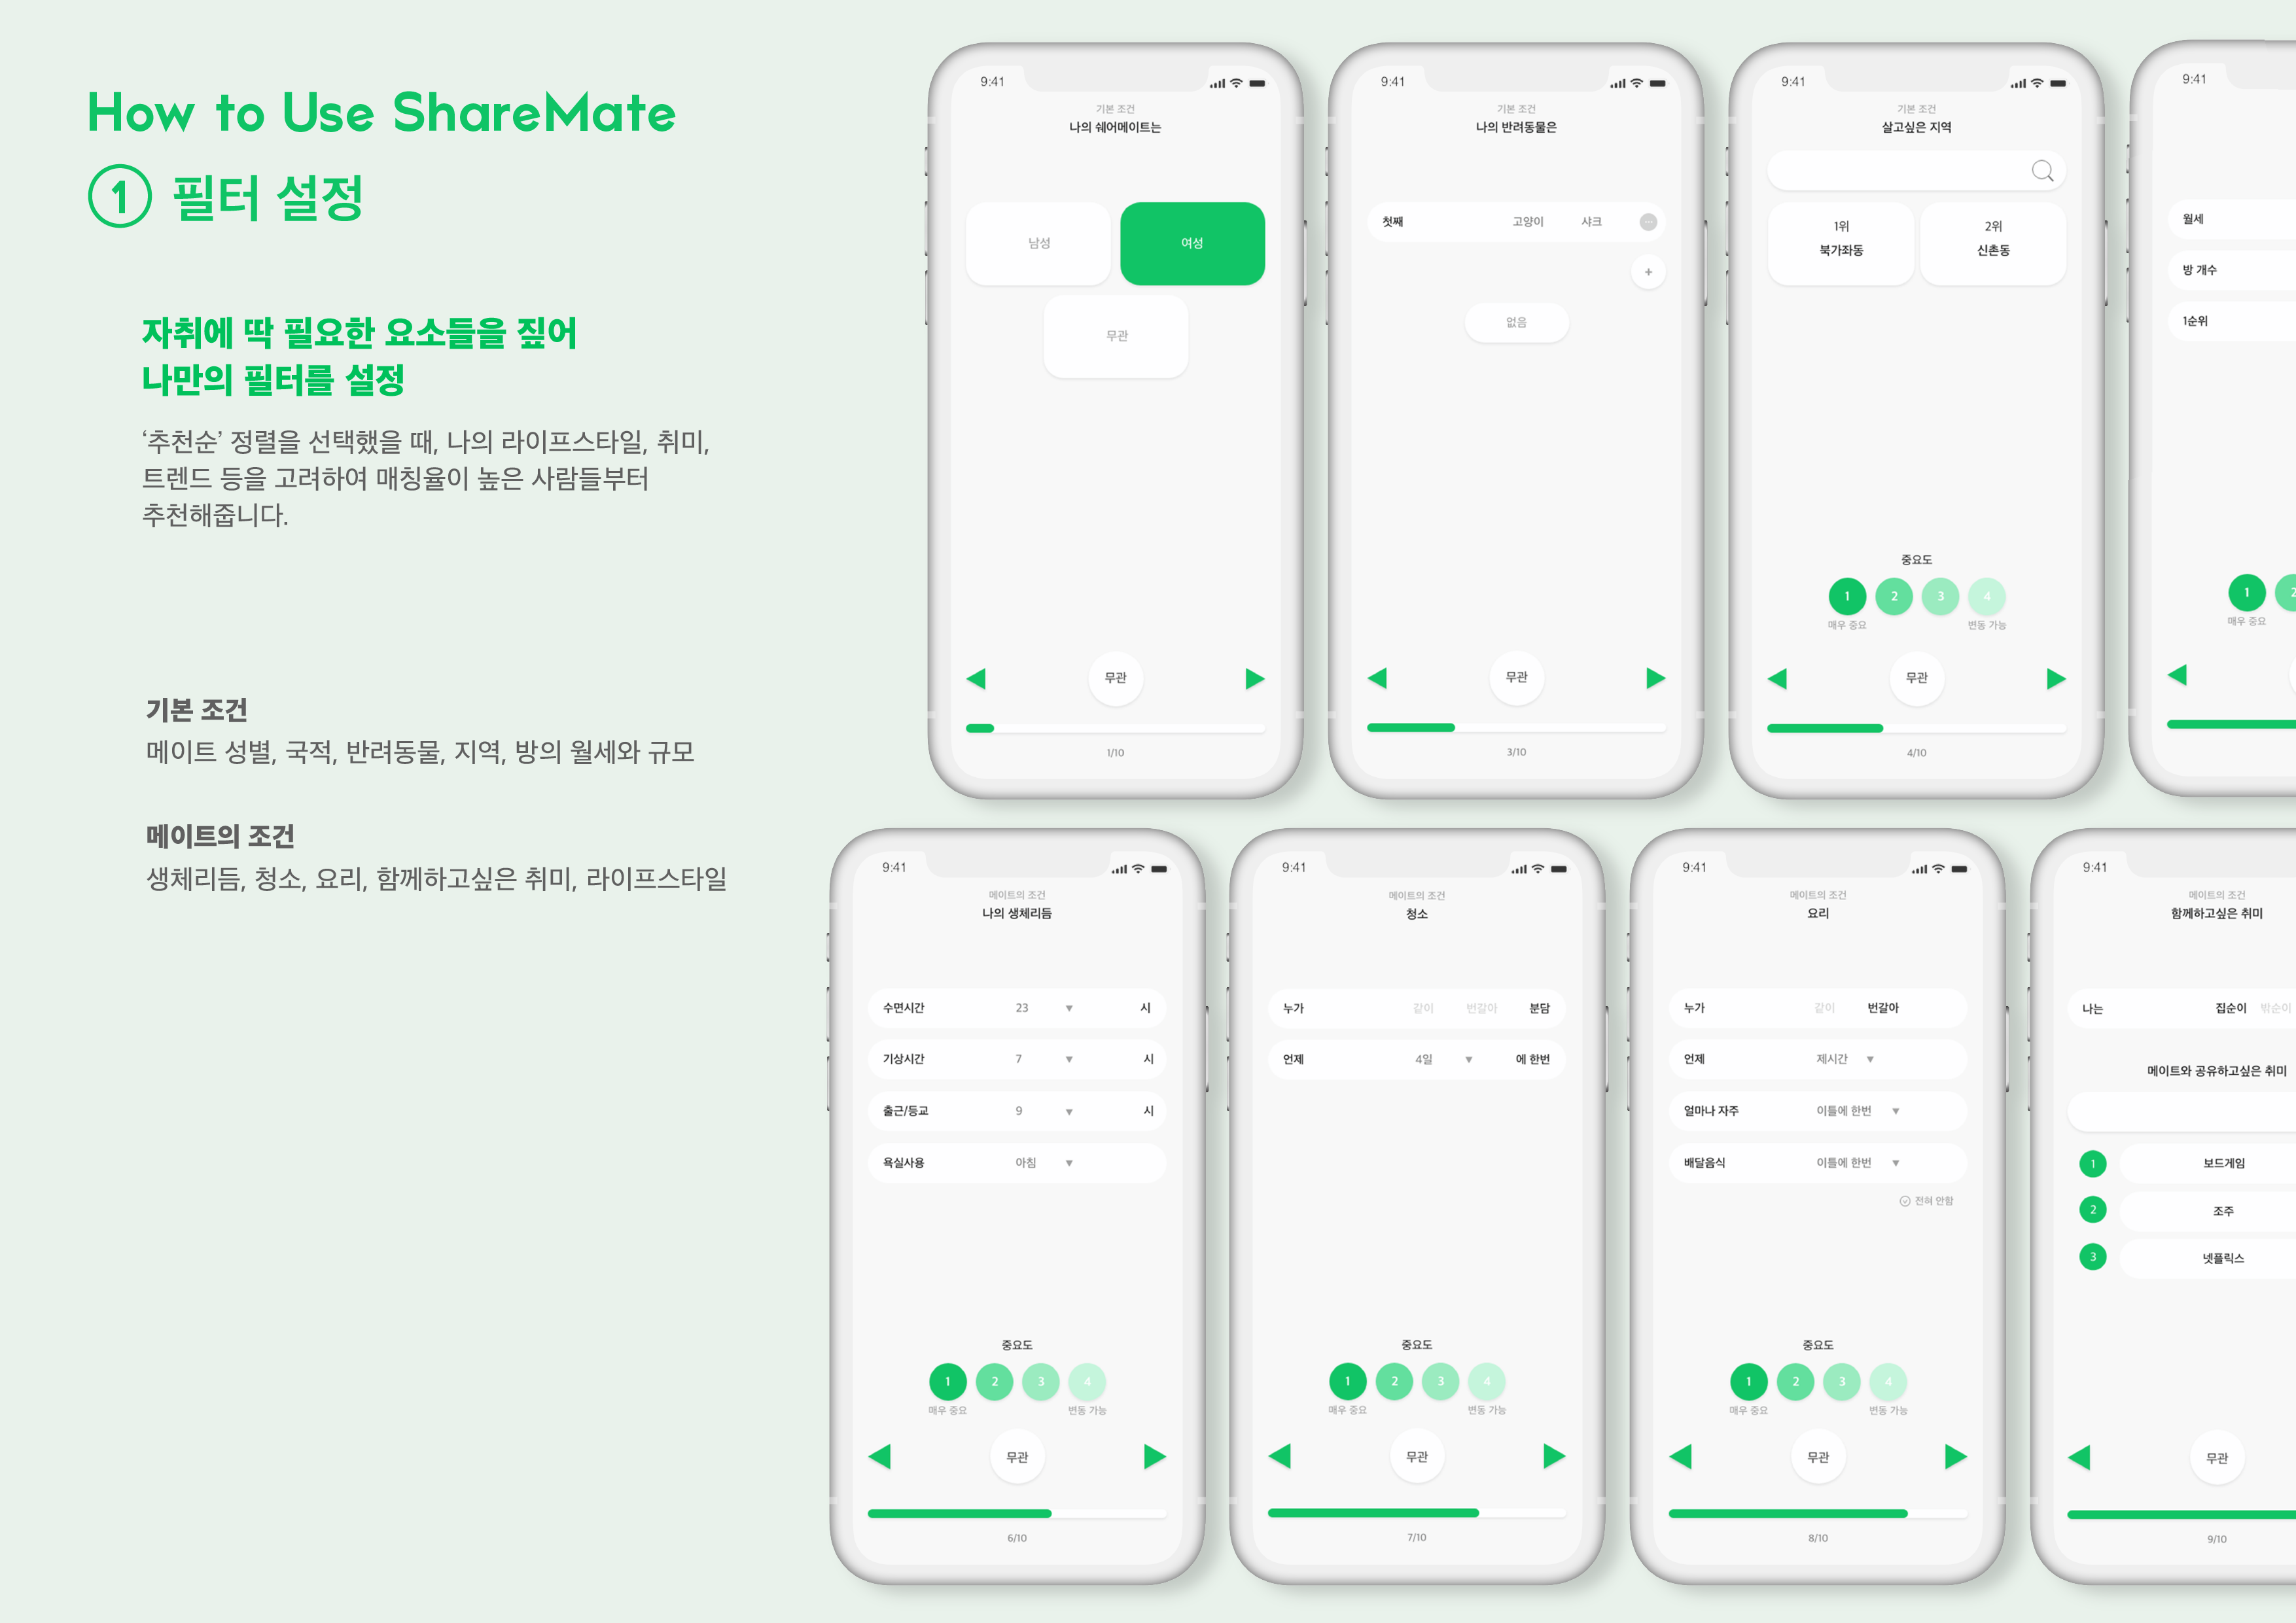 How to Use ShareMate
1 필터 설정
자취에 딱 필요한 요소들을 짚어
나만의 필터를 설정
‘추천순’ 정렬을 선택했을 때, 나의 라이프스타일, 취미,
트렌드 등을 고려하여 매칭율이 높은 사람들부터
추천해줍니다.
기본 조건
메이트 성별, 국적, 반려동물, 지역, 방의 월세와 규모
메이트의 조건
생체리듬, 청소, 요리, 함께하고싶은 취미, 라이프스타일
9:41
기본 조건
나의 쉐어메이트는
남성 여성
무관
무관
1/10
9:41
기본 조건
나의 반려동물은
첫째 고양이 샤크
+
없음
무관
3/10
9:41
기본 조건
살고싶은 지역
1위 2위
북가좌동 신촌동
중요도
1 2 3 4
매우 중요 변동 가능
무관
4/10
9:41
월세
방 개수
1순위
1 2
매우 중요
9:41
메이트의 조건
나의 생체리듬
수면시간 23 ▼ 시
기상시간 7 ▼ 시
출근/등교 9 ▼ 시
욕실사용 아침 ▼
중요도
1 2 3 4
매우 중요 변동 가능
무관
6/10
9:41
메이트의 조건
청소
누가 같이 번갈아 분담
언제 4일 ▼ 에 한번
중요도
1 2 3 4
매우 중요 변동 가능
무관
7/10
9:41
메이트의 조건
요리
누가 같이 번갈아
언제 제시간 ▼
얼마나 자주 이틀에 한번 ▼
배달음식 이틀에 한번 ▼
전혀 안함
중요도
1 2 3 4
매우 중요 변동 가능
무관
8/10
9:41
메이트의 조건
함께하고싶은 취미
나는 집순이 밖순이
메이트와 공유하고싶은 취미
1 보드게임
2 조주
3 넷플릭스
무관
9/10